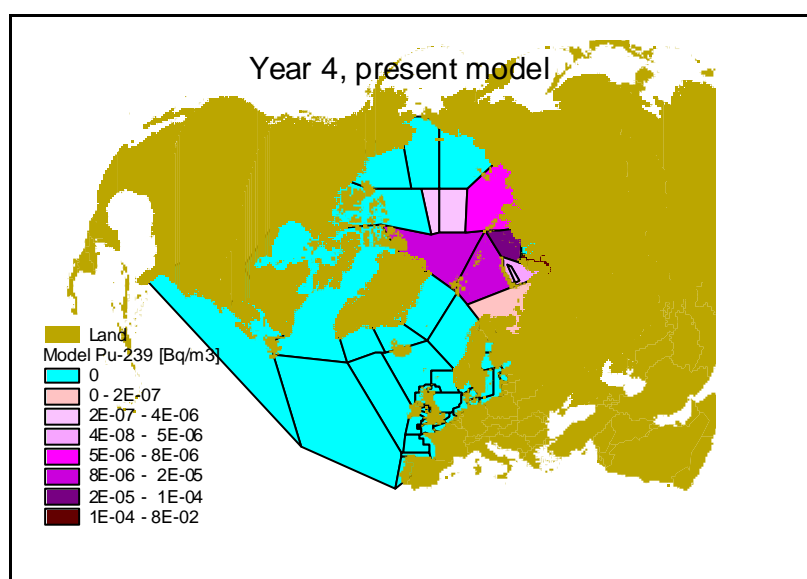 Year 4, present model
Land
Model Pu-239 [Bq/m3]
0
0 - 2E-07
2E-07 - 4E-06
4E-08 - 5E-06
5E-06 - 8E-06
8E-06 - 2E-05
2E-05 - 1E-04
1E-04 - 8E-02